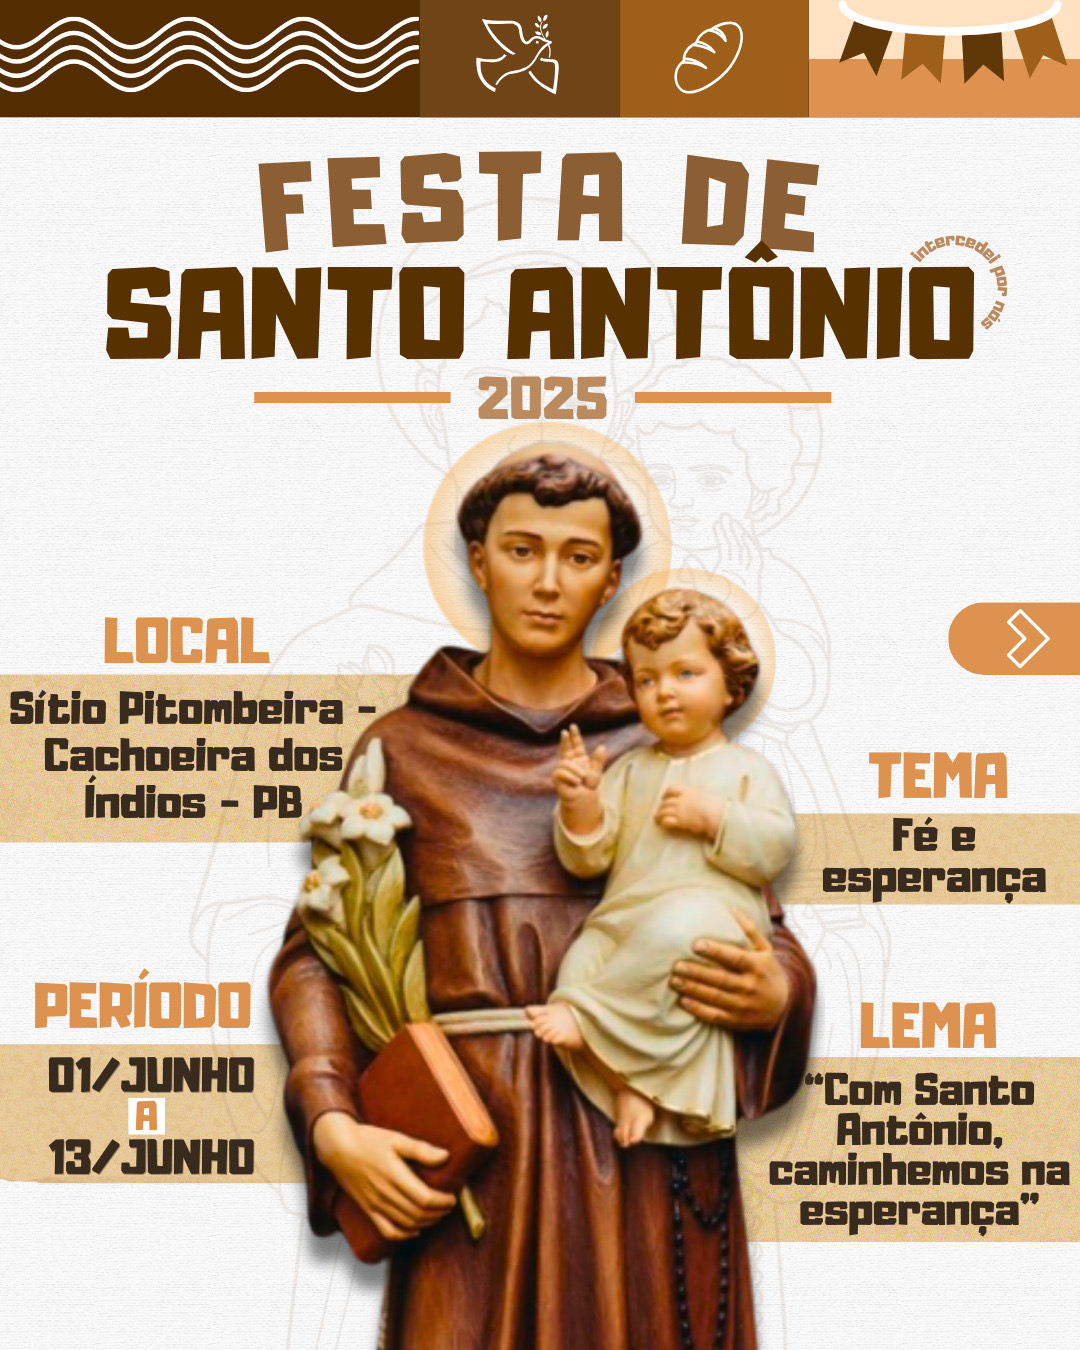 FESTA DE
SANTO ANTÔNIO
intercedei por nós
2025
LOCAL
Sítio Pitombeira -
Cachoeira dos
Índios - PB
TEMA
Fé e
esperança
PERÍODO
01/JUNHO
A
13/JUNHO
LEMA
“Com Santo
Antônio,
caminhemos na
esperança”